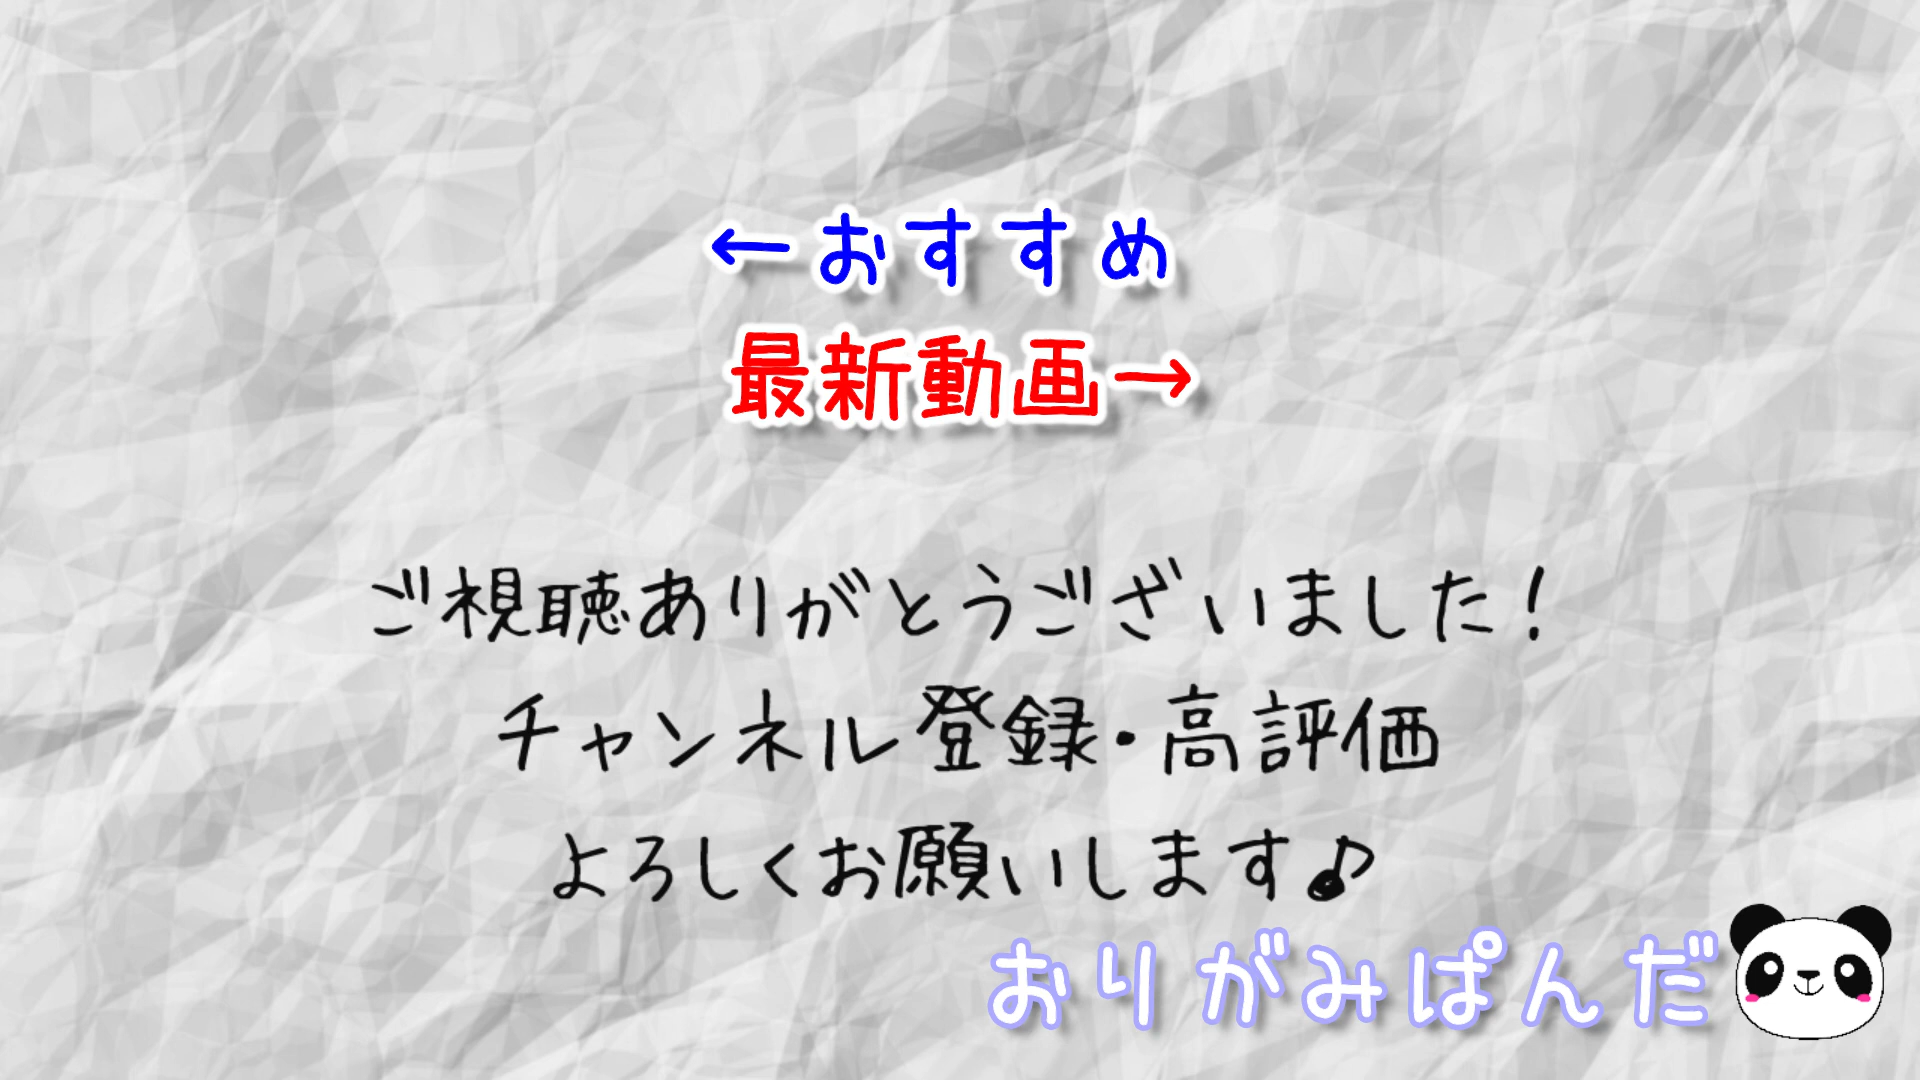 ←おすすめ
最新動画→
ご視聴ありがとうございました!
チャンネル登録・高評価
よろしくお願いします♪
おりがみぱんだ